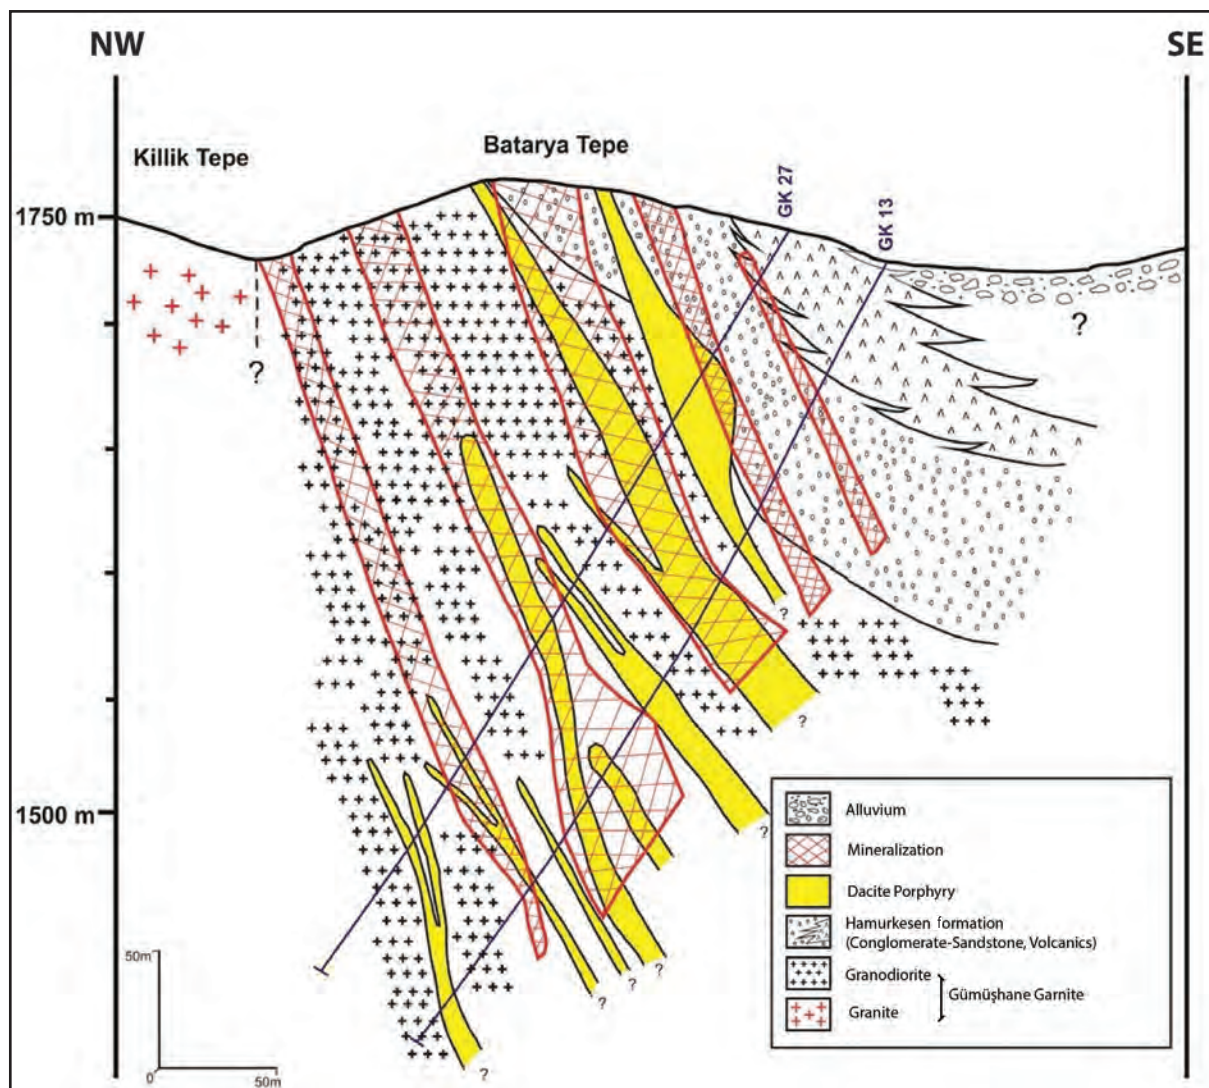 NW
SE
Killik Tepe
Batarya Tepe
GK 27
GK 13
1750 m
?
?
?
?
1500 m
?
?
?
?
?
?
50m
0
50m
Alluvium
Mineralization
Dacite Porphyry
Hamurkesen formation
(Conglomerate-Sandstone, Volcanics)
Granodiorite
Gümüşhane Garnite
Granite